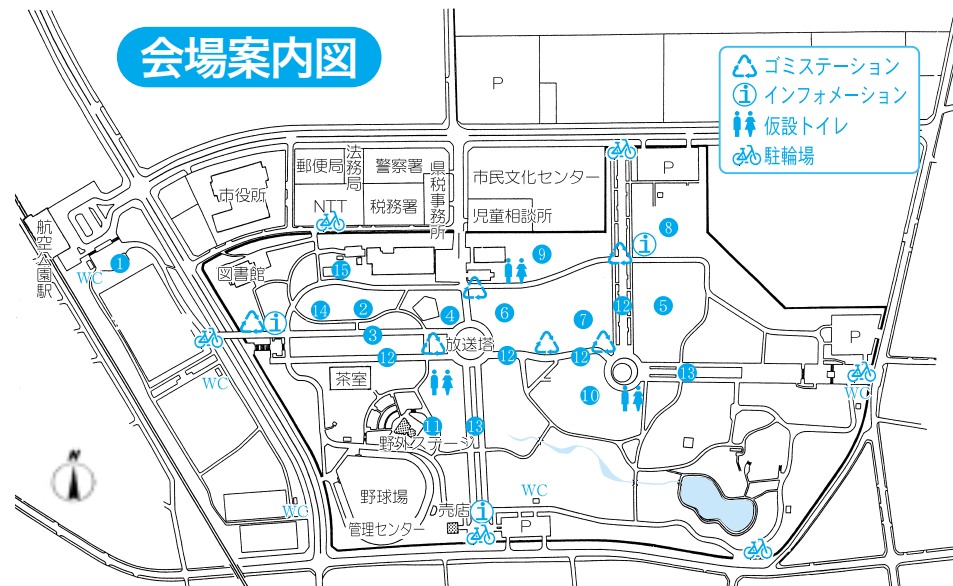 会場案内図
ゴミステーション
インフォメーション
仮設トイレ
駐輪場
P
郵便局
法務局
警察署
県税事務所
市民文化センター
P
市役所
NTT
税務署
児童相談所
航空公園駅
1
WC
図書館
15
9
8
14
2
3
4
6
7
12
5
放送塔
P
12
12
12
13
WC
茶室
10
WC
11
13
野外ステージ
N
野球場
売店
WC
WC
管理センター
P